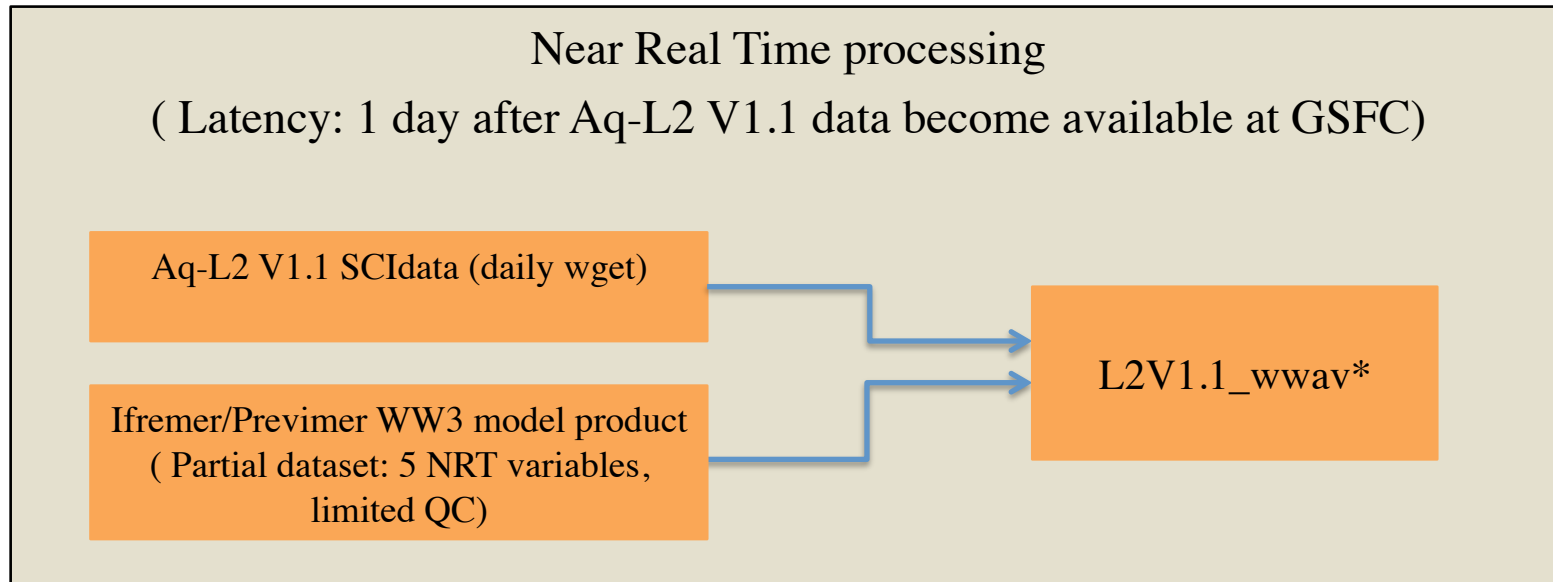 Near Real Time processing
( Latency: 1 day after Aq-L2 V1.1 data become available at GSFC)
Aq-L2 V1.1 SCIdata (daily wget)
Ifremer/Previmer WW3 model product
( Partial dataset: 5 NRT variables,
limited QC)
L2V1.1_wwav*